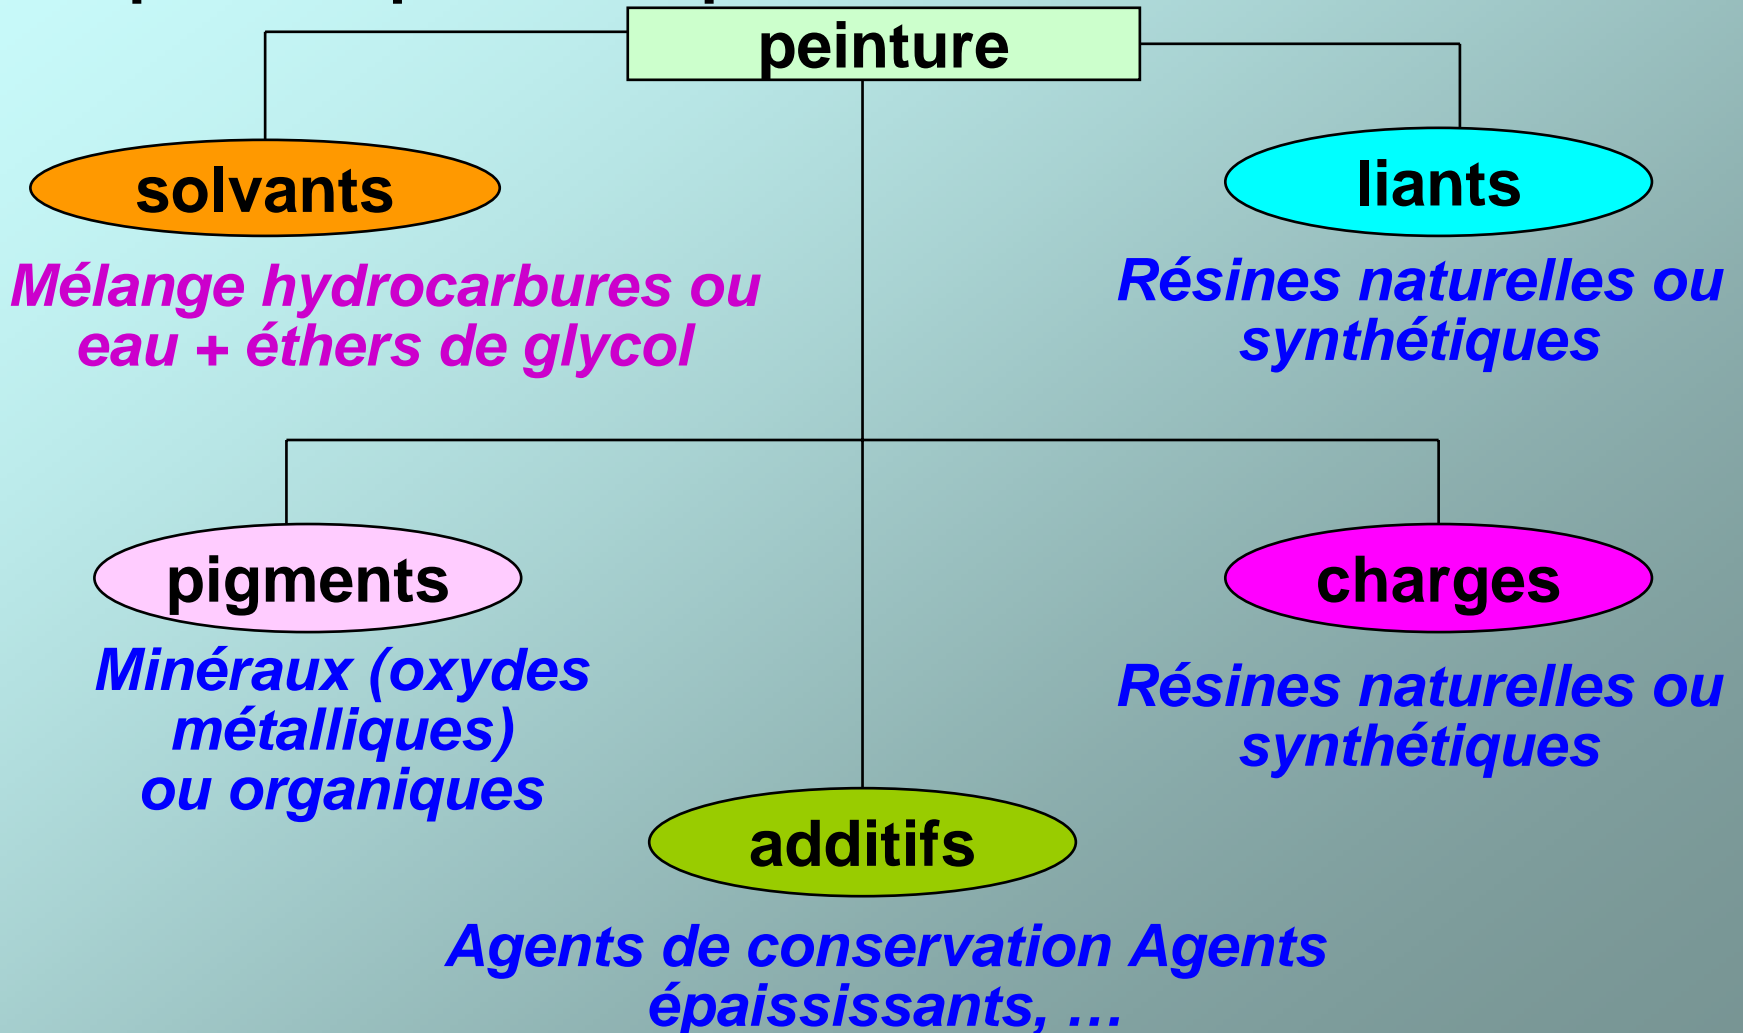 peinture
solvants
liants
Mélange hydrocarbures ou
eau + éthers de glycol
Résines naturelles ou
synthétiques
pigments
charges
Minéraux (oxydes
métalliques)
ou organiques
Résines naturelles ou
synthétiques
additifs
Agents de conservation Agents
épaississants, …